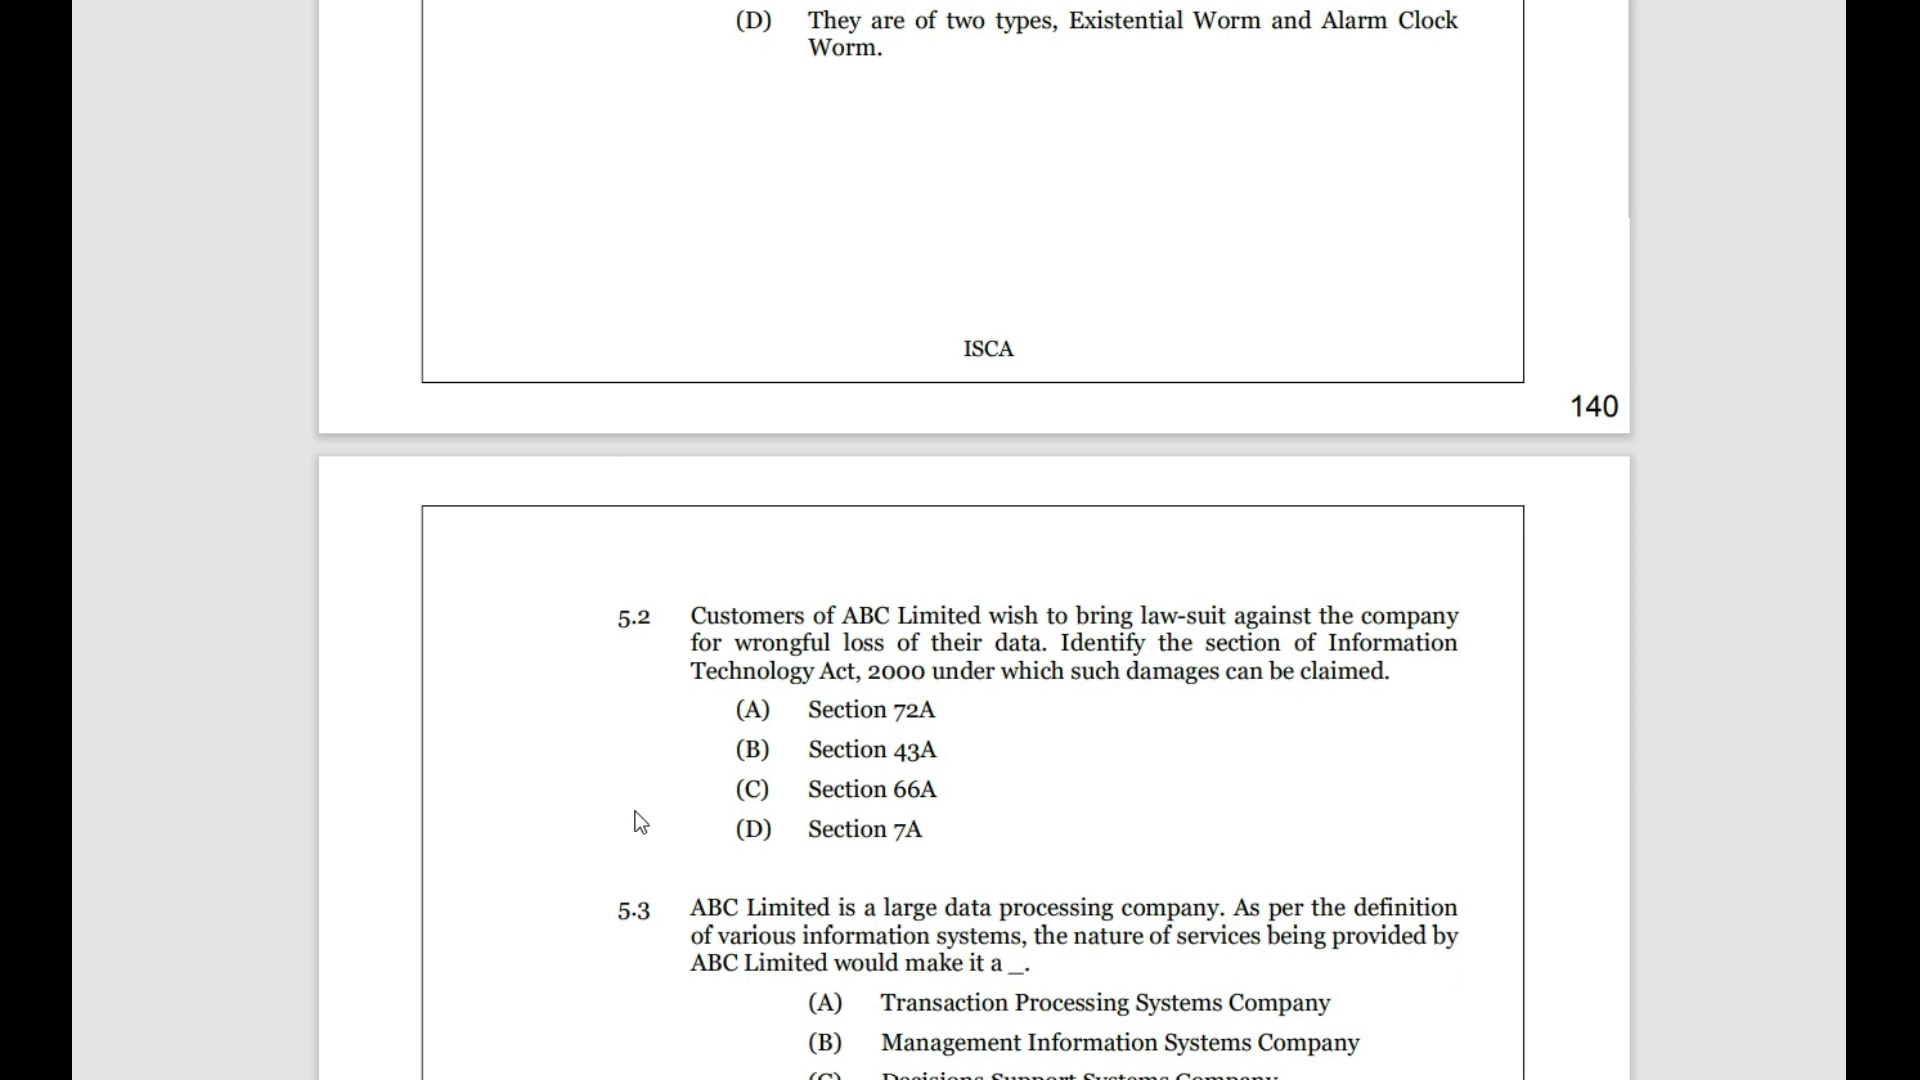 (D) They are of two types, Existential Worm and Alarm Clock
Worm.
ISCA
140
5.2 Customers of ABC Limited wish to bring law-suit against the company
for wrongful loss of their data. Identify the section of Information
Technology Act, 2000 under which such damages can be claimed.
(A) Section 72A
(B) Section 43A
(C) Section 66A
(D) Section 7A
5.3 ABC Limited is a large data processing company. As per the definition
of various information systems, the nature of services being provided by
ABC Limited would make it a _.
(A) Transaction Processing Systems Company
(B) Management Information Systems Company
(C) Decisions Support Systems Company